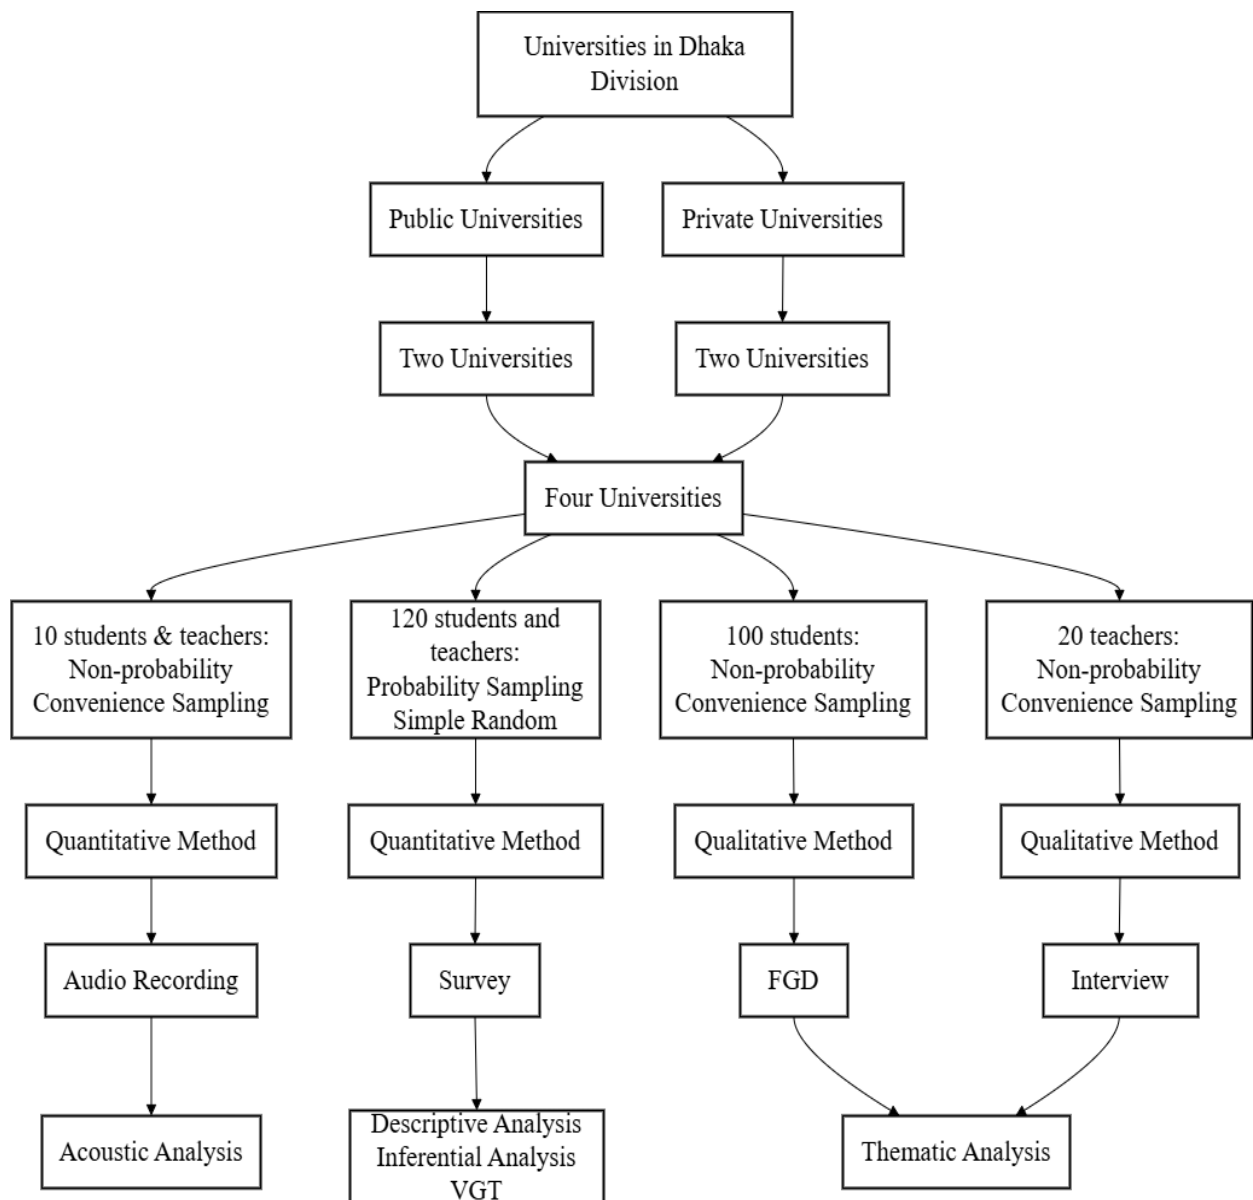 Universities in Dhaka
Division
Public Universities
Private Universities
Two Universities
Two Universities
Four Universities
10 students & teachers:
Non-probability
Convenience Sampling
120 students and
teachers:
Probability Sampling
Simple Random
100 students:
Non-probability
Convenience Sampling
20 teachers:
Non-probability
Convenience Sampling
Quantitative Method
Quantitative Method
Qualitative Method
Qualitative Method
Audio Recording
Survey
FGD
Interview
Acoustic Analysis
Descriptive Analysis
Inferential Analysis
VGT
Thematic Analysis